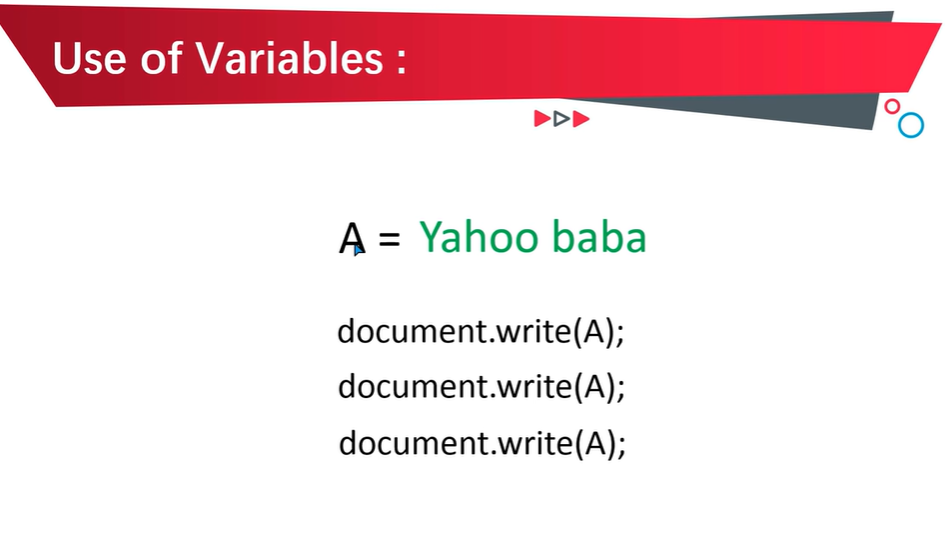 Use of Variables :
A = Yahoo baba
document.write(A);
document.write(A);
document.write(A);